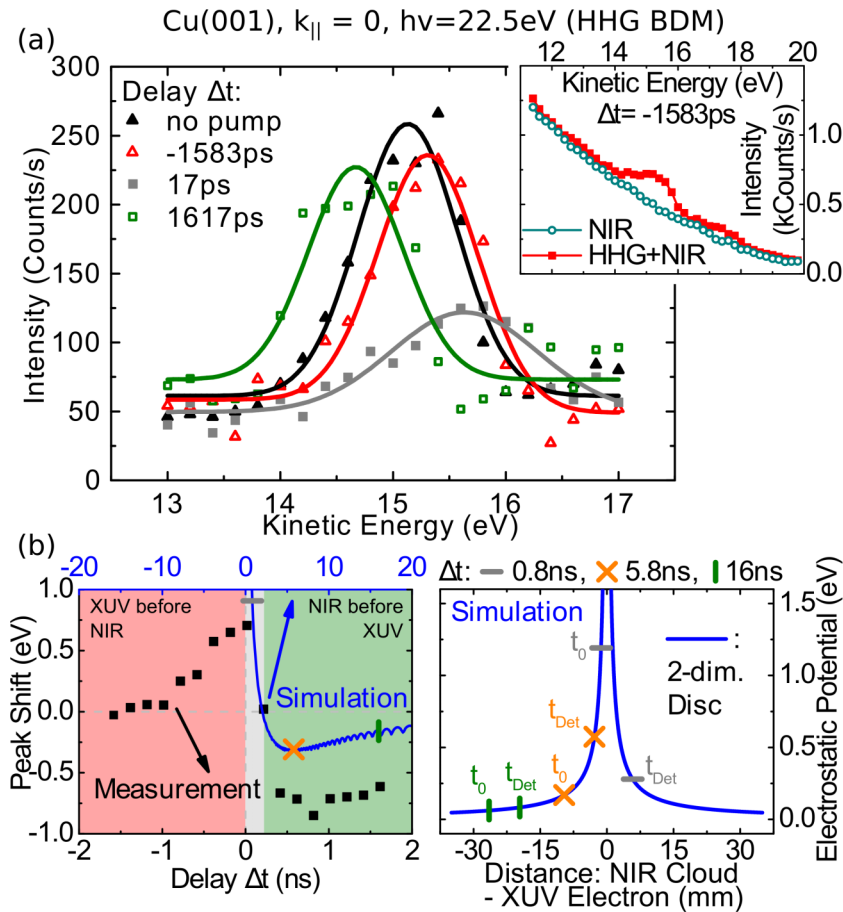 Cu(001), k|| = 0, hν=22.5eV (HHG BDM)
(a)
300
250
200
150
100
50
0
Intensity (Counts/s)
Delay Δt:
no pump
-1583ps
17ps
1617ps
13 14 15 16 17
Kinetic Energy (eV)
12 14 16 18 20
Kinetic Energy (eV)
Δt= -1583ps
Intensity
(kCounts/s)
1.0
0.5
0.0
NIR
HHG+NIR
(b)
-20 -10 0 10 20
1.0
0.5
0.0
-0.5
-1.0
Peak Shift (eV)
XUV before
NIR
NIR before
XUV
Simulation
Measurement
-2 -1 0 1 2
Delay Δt (ns)
Δt: 0.8ns, 5.8ns, 16ns
Simulation
:
2-dim.
Disc
t0
tDet
t0
tDet
t0
tDet
1.5
1.0
0.5
0.0
Electrostatic Potential (eV)
-30 -15 0 15 30
Distance: NIR Cloud
- XUV Electron (mm)